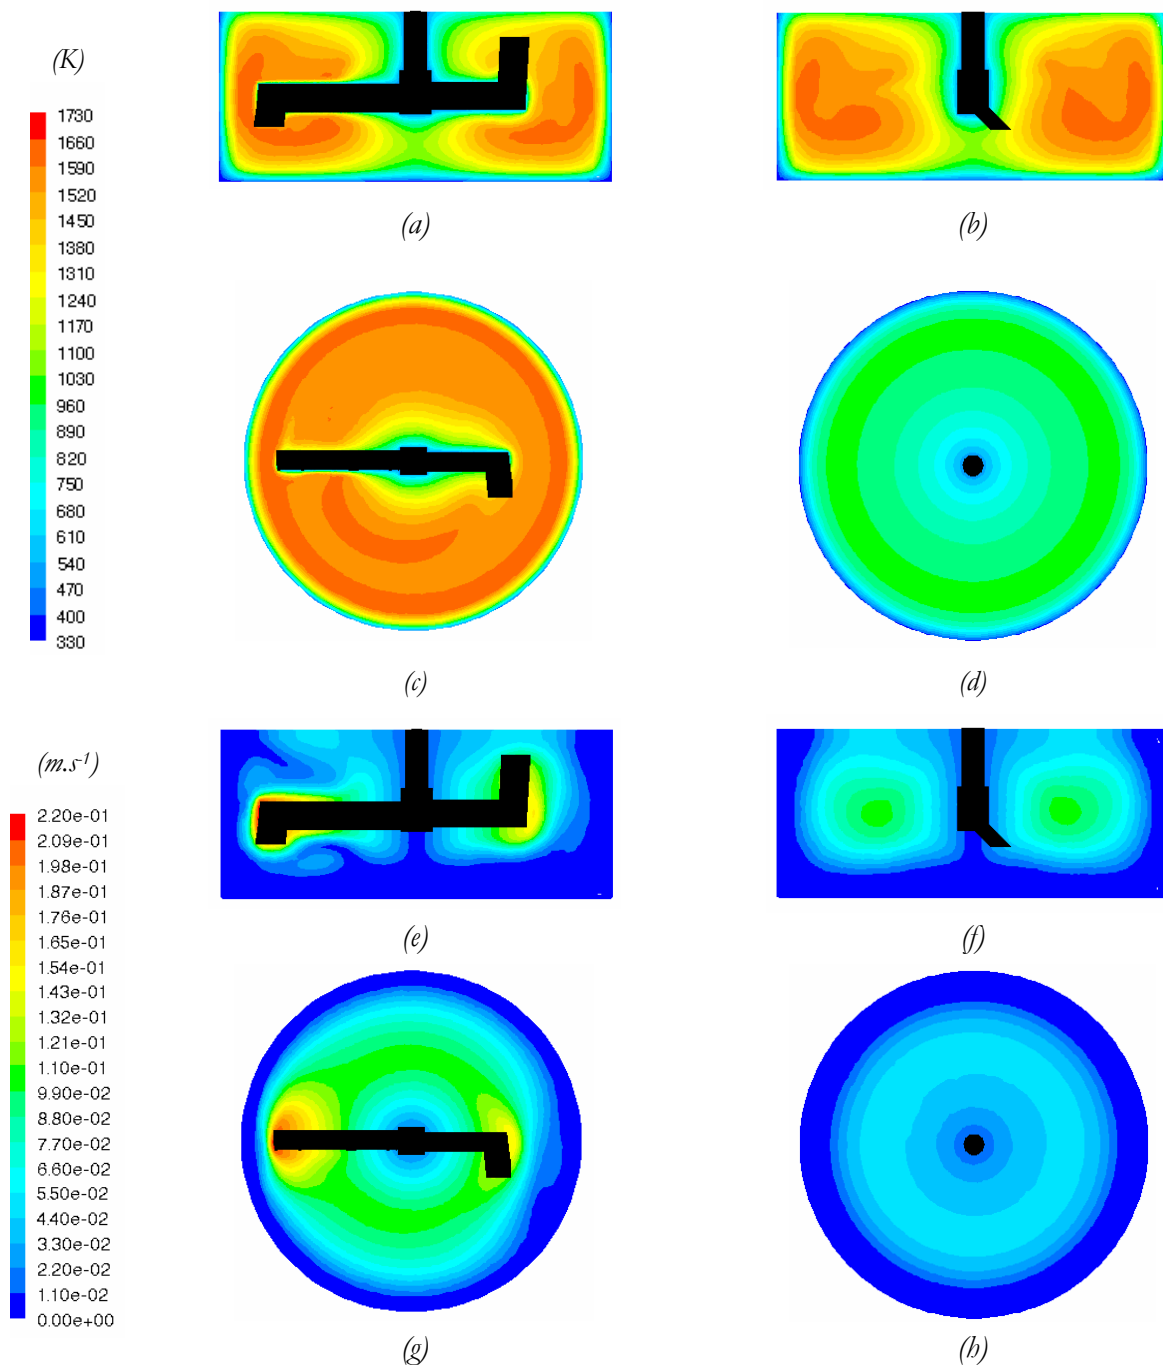 (K)
1730
1660
1590
1520
1450
1380
1310
1240
1170
1100
1030
960
890
820
750
680
610
540
470
400
330
(a)
(b)
(c)
(d)
(m.s-1)
2.20e-01
2.09e-01
1.98e-01
1.87e-01
1.76e-01
1.65e-01
1.54e-01
1.43e-01
1.32e-01
1.21e-01
1.10e-01
9.90e-02
8.80e-02
7.70e-02
6.60e-02
5.50e-02
4.40e-02
3.30e-02
2.20e-02
1.10e-02
0.00e+00
(e)
(f)
(g)
(h)